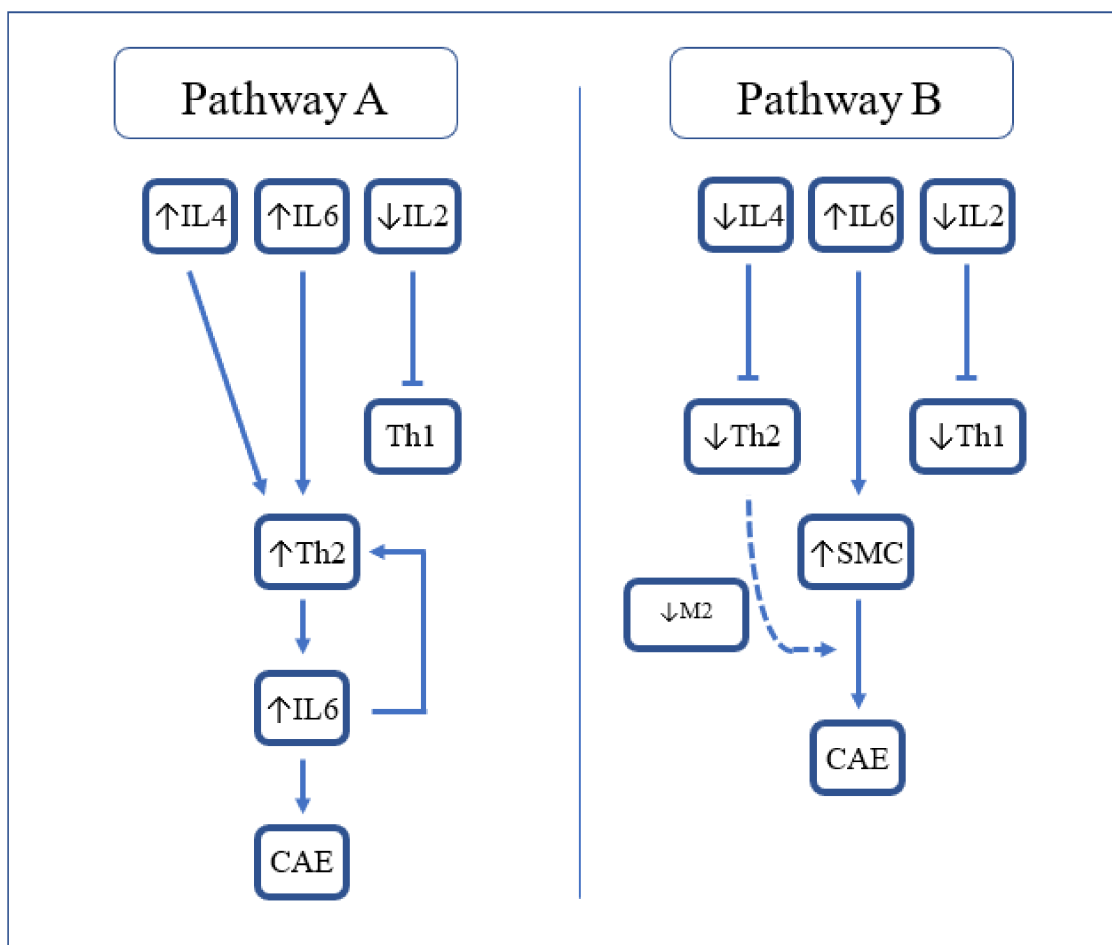 Pathway A
↑IL4
↑IL6
↓IL2
Th1
↑Th2
↑IL6
CAE
Pathway B
↓IL4
↑IL6
↓IL2
↓Th2
↓Th1
↑SMC
↓M2
CAE